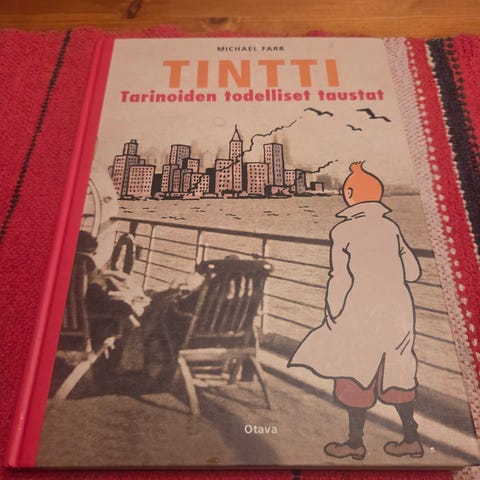 MICHAEL FARR
TINTTI
Tarinoiden todelliset taustat
Otava